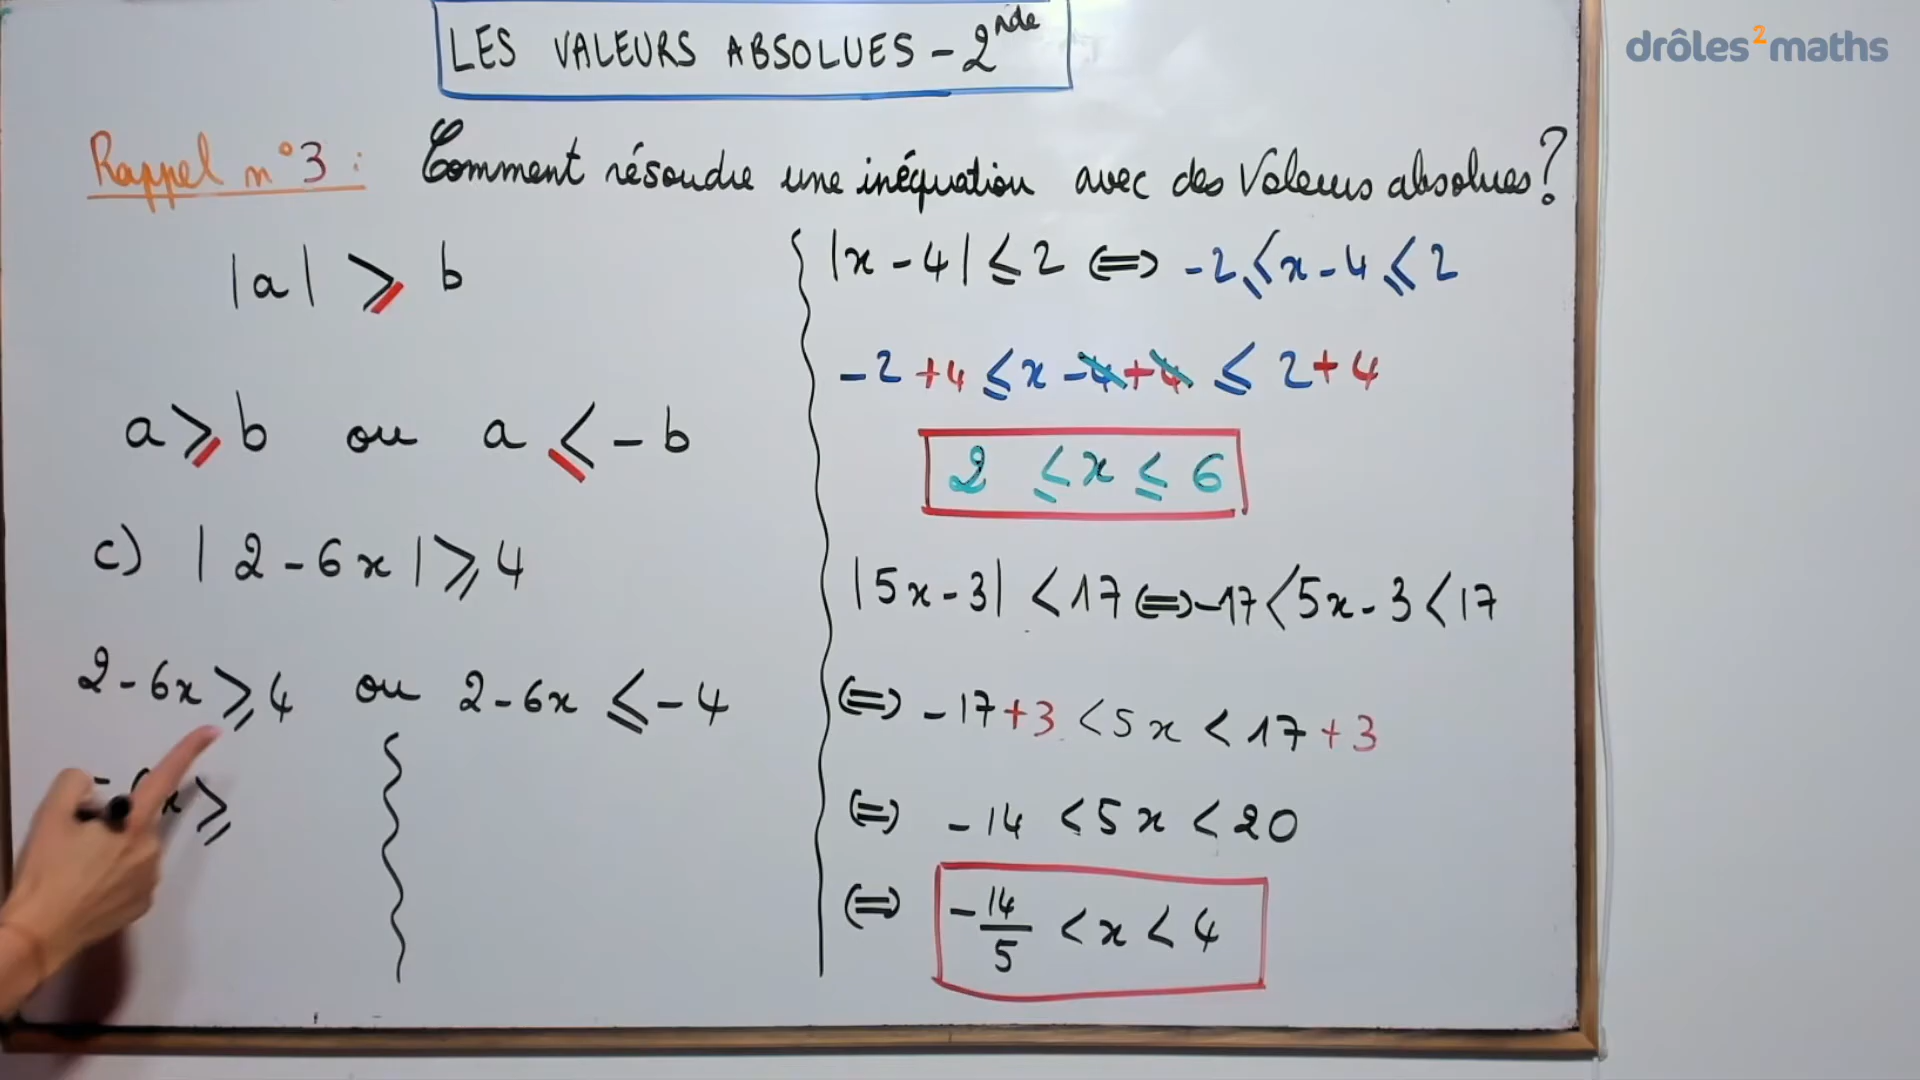 LES VALEURS ABSOLUES - 2nde
drôles2maths
Rappel n°3 : Comment résoudre une inéquation avec des Valeurs absolues ?
|a| ⩾ b
a ⩾ b ou a ⩽ - b
c) | 2 - 6x | ⩾ 4
2 - 6x ⩾ 4 ou 2 - 6x ⩽ - 4
x ⩾
|x - 4| ⩽ 2 ⟺ -2 ⩽ x - 4 ⩽ 2
-2 + 4 ⩽ x - 4 + 4 ⩽ 2 + 4
2 ⩽ x ⩽ 6
|5x - 3| < 17 ⟺ -17 < 5x - 3 < 17
⟺ -17 + 3 < 5x < 17 + 3
⟺ -14 < 5x < 20
⟺ -14/5 < x < 4